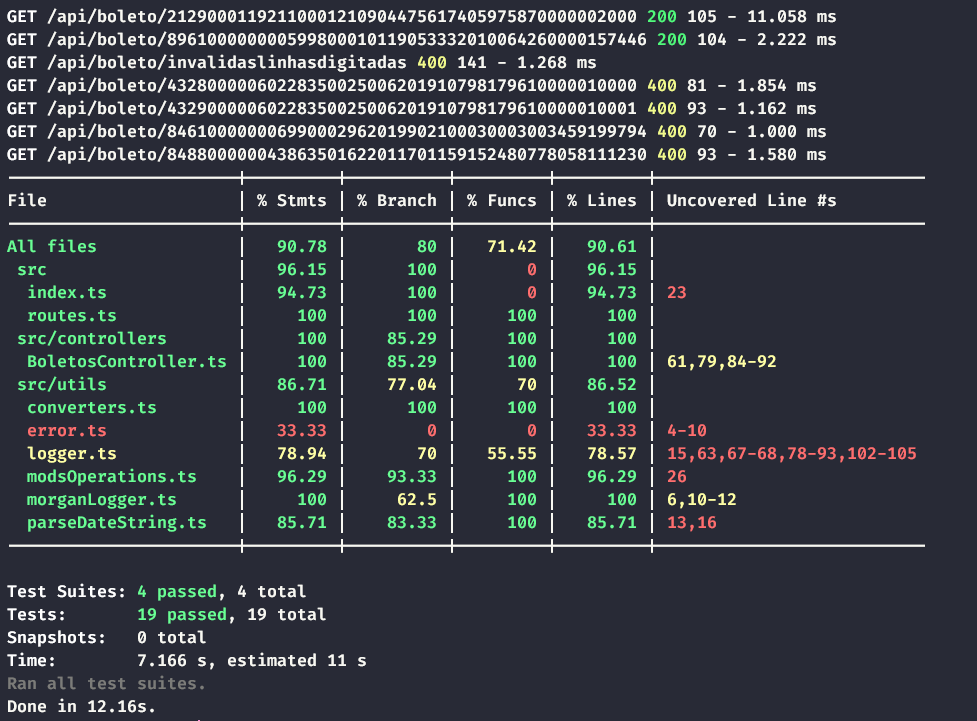 GET /api/boleto/21290001192110001210904475617405975870000002000 200 105 - 11.058 ms
GET /api/boleto/896100000000599800010119053332010064260000157446 200 104 - 2.222 ms
GET /api/boleto/invalidaslinhasdigitadas 400 141 - 1.268 ms
GET /api/boleto/43280000060228350025006201910798179610000010000 400 81 - 1.854 ms
GET /api/boleto/43290000060228350025006201910798179610000010001 400 93 - 1.162 ms
GET /api/boleto/846100000006990002962019902100030003003459199794 400 70 - 1.000 ms
GET /api/boleto/848800000004386350162201170115915248077805811​1230 400 93 - 1.580 ms
File | % Stmts | % Branch | % Funcs | % Lines | Uncovered Line #s
All files | 90.78 | 80 | 71.42 | 90.61 |
src | 96.15 | 100 | 0 | 96.15 |
index.ts | 94.73 | 100 | 0 | 94.73 | 23
routes.ts | 100 | 100 | 100 | 100 |
src/controllers | 100 | 85.29 | 100 | 100 |
BoletosController.ts | 100 | 85.29 | 100 | 100 | 61,79,84-92
src/utils | 86.71 | 77.04 | 70 | 86.52 |
converters.ts | 100 | 100 | 100 | 100 |
error.ts | 33.33 | 0 | 0 | 33.33 | 4-10
logger.ts | 78.94 | 70 | 55.55 | 78.57 | 15,63,67-68,78-93,102-105
modsOperations.ts | 96.29 | 93.33 | 100 | 96.29 | 26
morganLogger.ts | 100 | 62.5 | 100 | 100 | 6,10-12
parseDateString.ts | 85.71 | 83.33 | 100 | 85.71 | 13,16
Test Suites: 4 passed, 4 total
Tests: 19 passed, 19 total
Snapshots: 0 total
Time: 7.166 s, estimated 11 s
Ran all test suites.
Done in 12.16s.